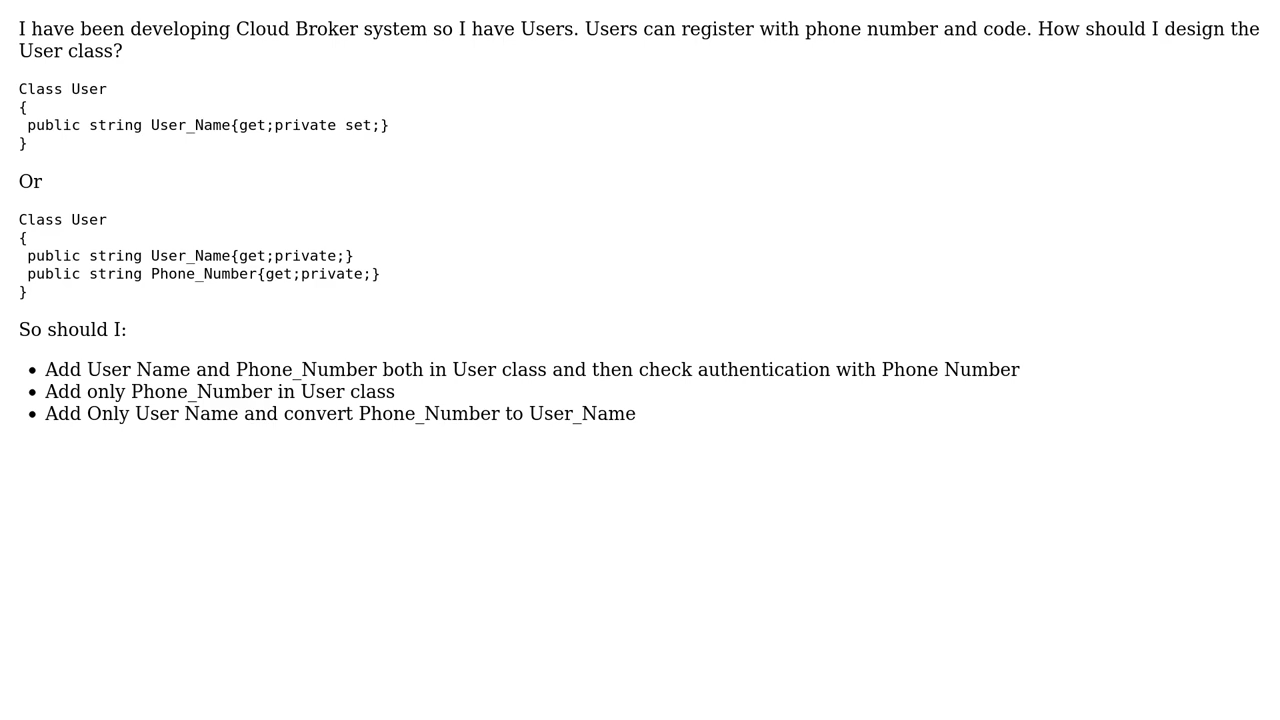 I have been developing Cloud Broker system so I have Users. Users can register with phone number and code. How should I design the
User class?
Class User
{
 public string User_Name{get;private set;}
}
Or
Class User
{
 public string User_Name{get;private;}
 public string Phone_Number{get;private;}
}
So should I:
• Add User Name and Phone_Number both in User class and then check authentication with Phone Number
• Add only Phone_Number in User class
• Add Only User Name and convert Phone_Number to User_Name